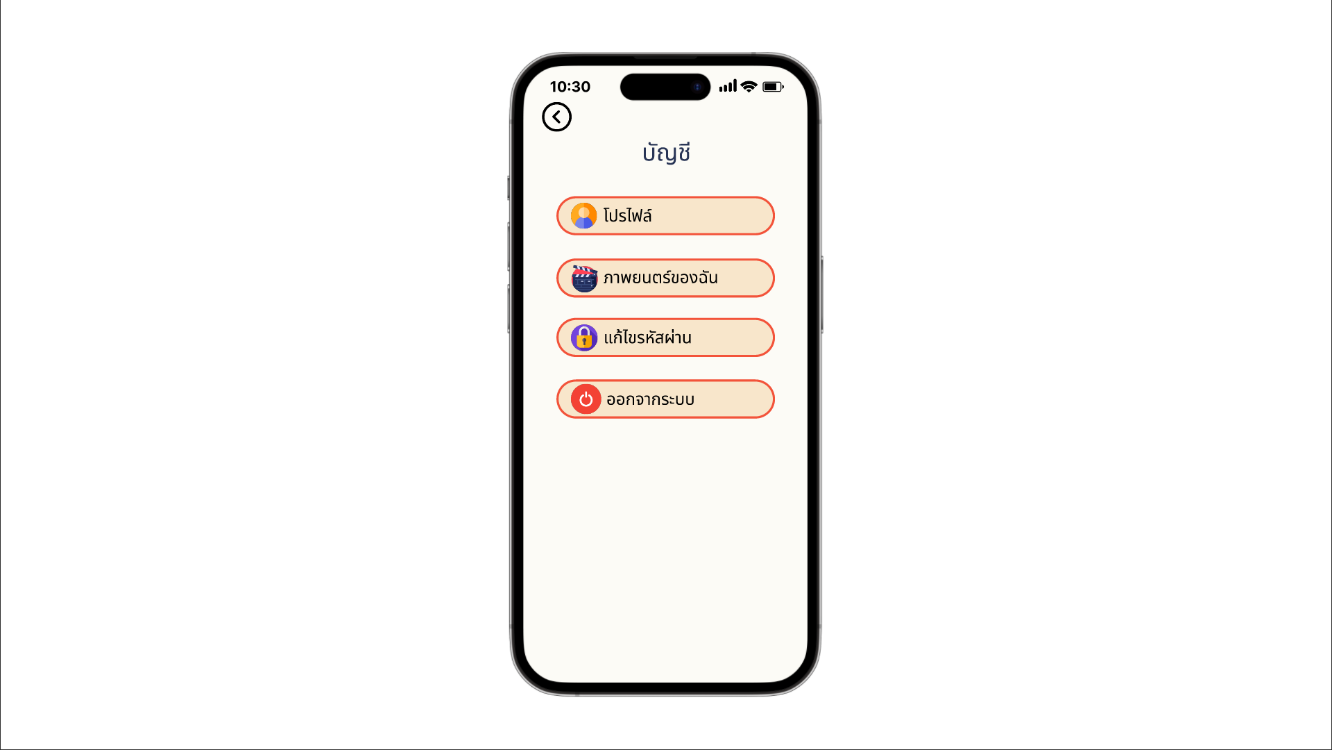 10:30
บัญชี
โปรไฟล์
ภาพยนตร์ของฉัน
แก้ไขรหัสผ่าน
ออกจากระบบ